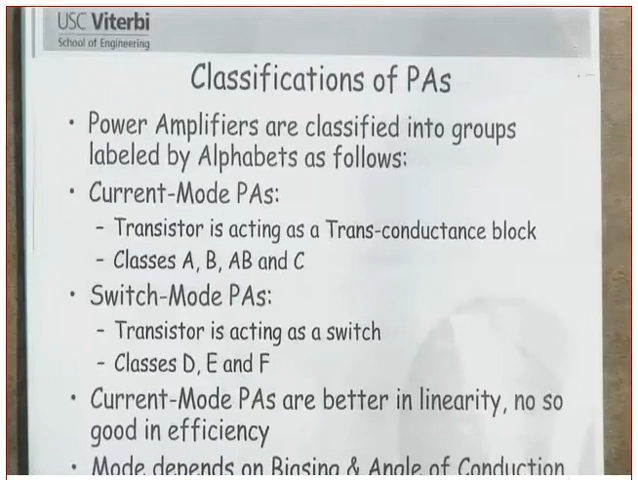 USC Viterbi
School of Engineering
Classifications of PAs
• Power Amplifiers are classified into groups
labeled by Alphabets as follows:
• Current-Mode PAs:
– Transistor is acting as a Trans-conductance block
– Classes A, B, AB and C
• Switch-Mode PAs:
– Transistor is acting as a switch
– Classes D, E and F
• Current-Mode PAs are better in linearity, no so
good in efficiency
• Mode depends on Biasing & Angle of Conduction